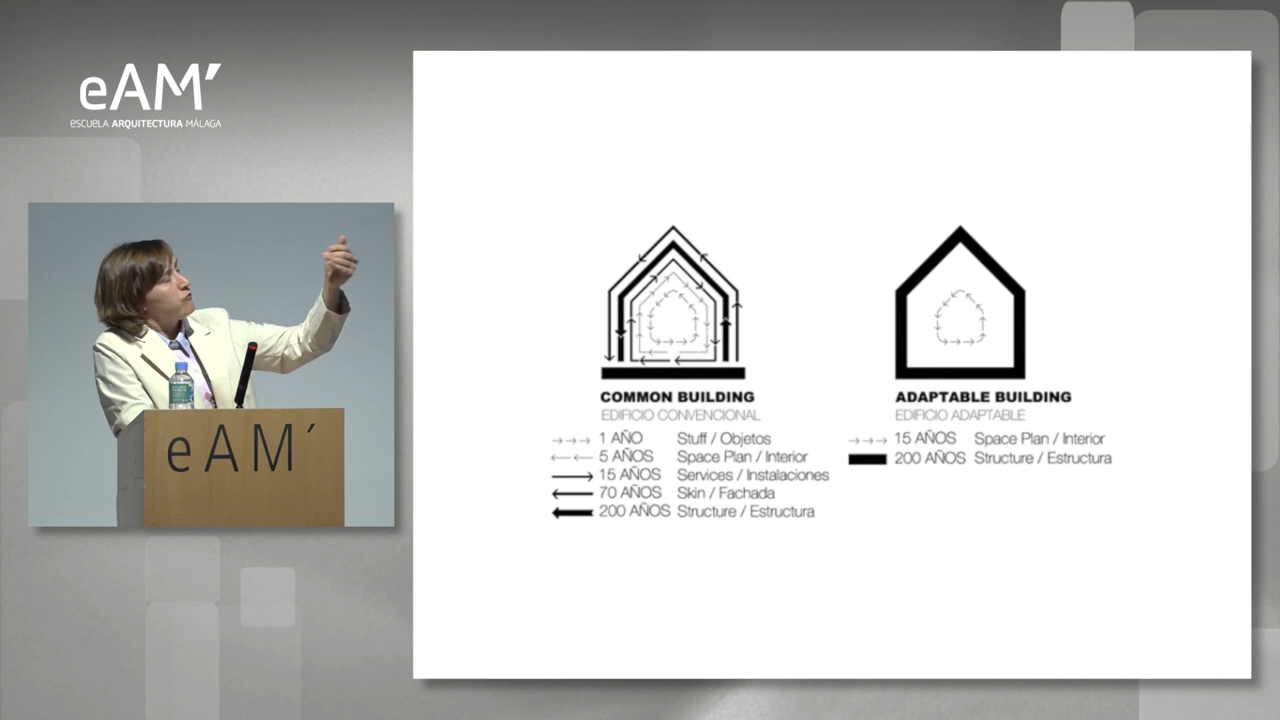 eAM'
ESCUELA ARQUITECTURA MÁLAGA
eAM'
COMMON BUILDING
EDIFICIO CONVENCIONAL
1 AÑO Stuff / Objetos
5 AÑOS Space Plan / Interior
15 AÑOS Services / Instalaciones
70 AÑOS Skin / Fachada
200 AÑOS Structure / Estructura
ADAPTABLE BUILDING
EDIFICIO ADAPTABLE
15 AÑOS Space Plan / Interior
200 AÑOS Structure / Estructura